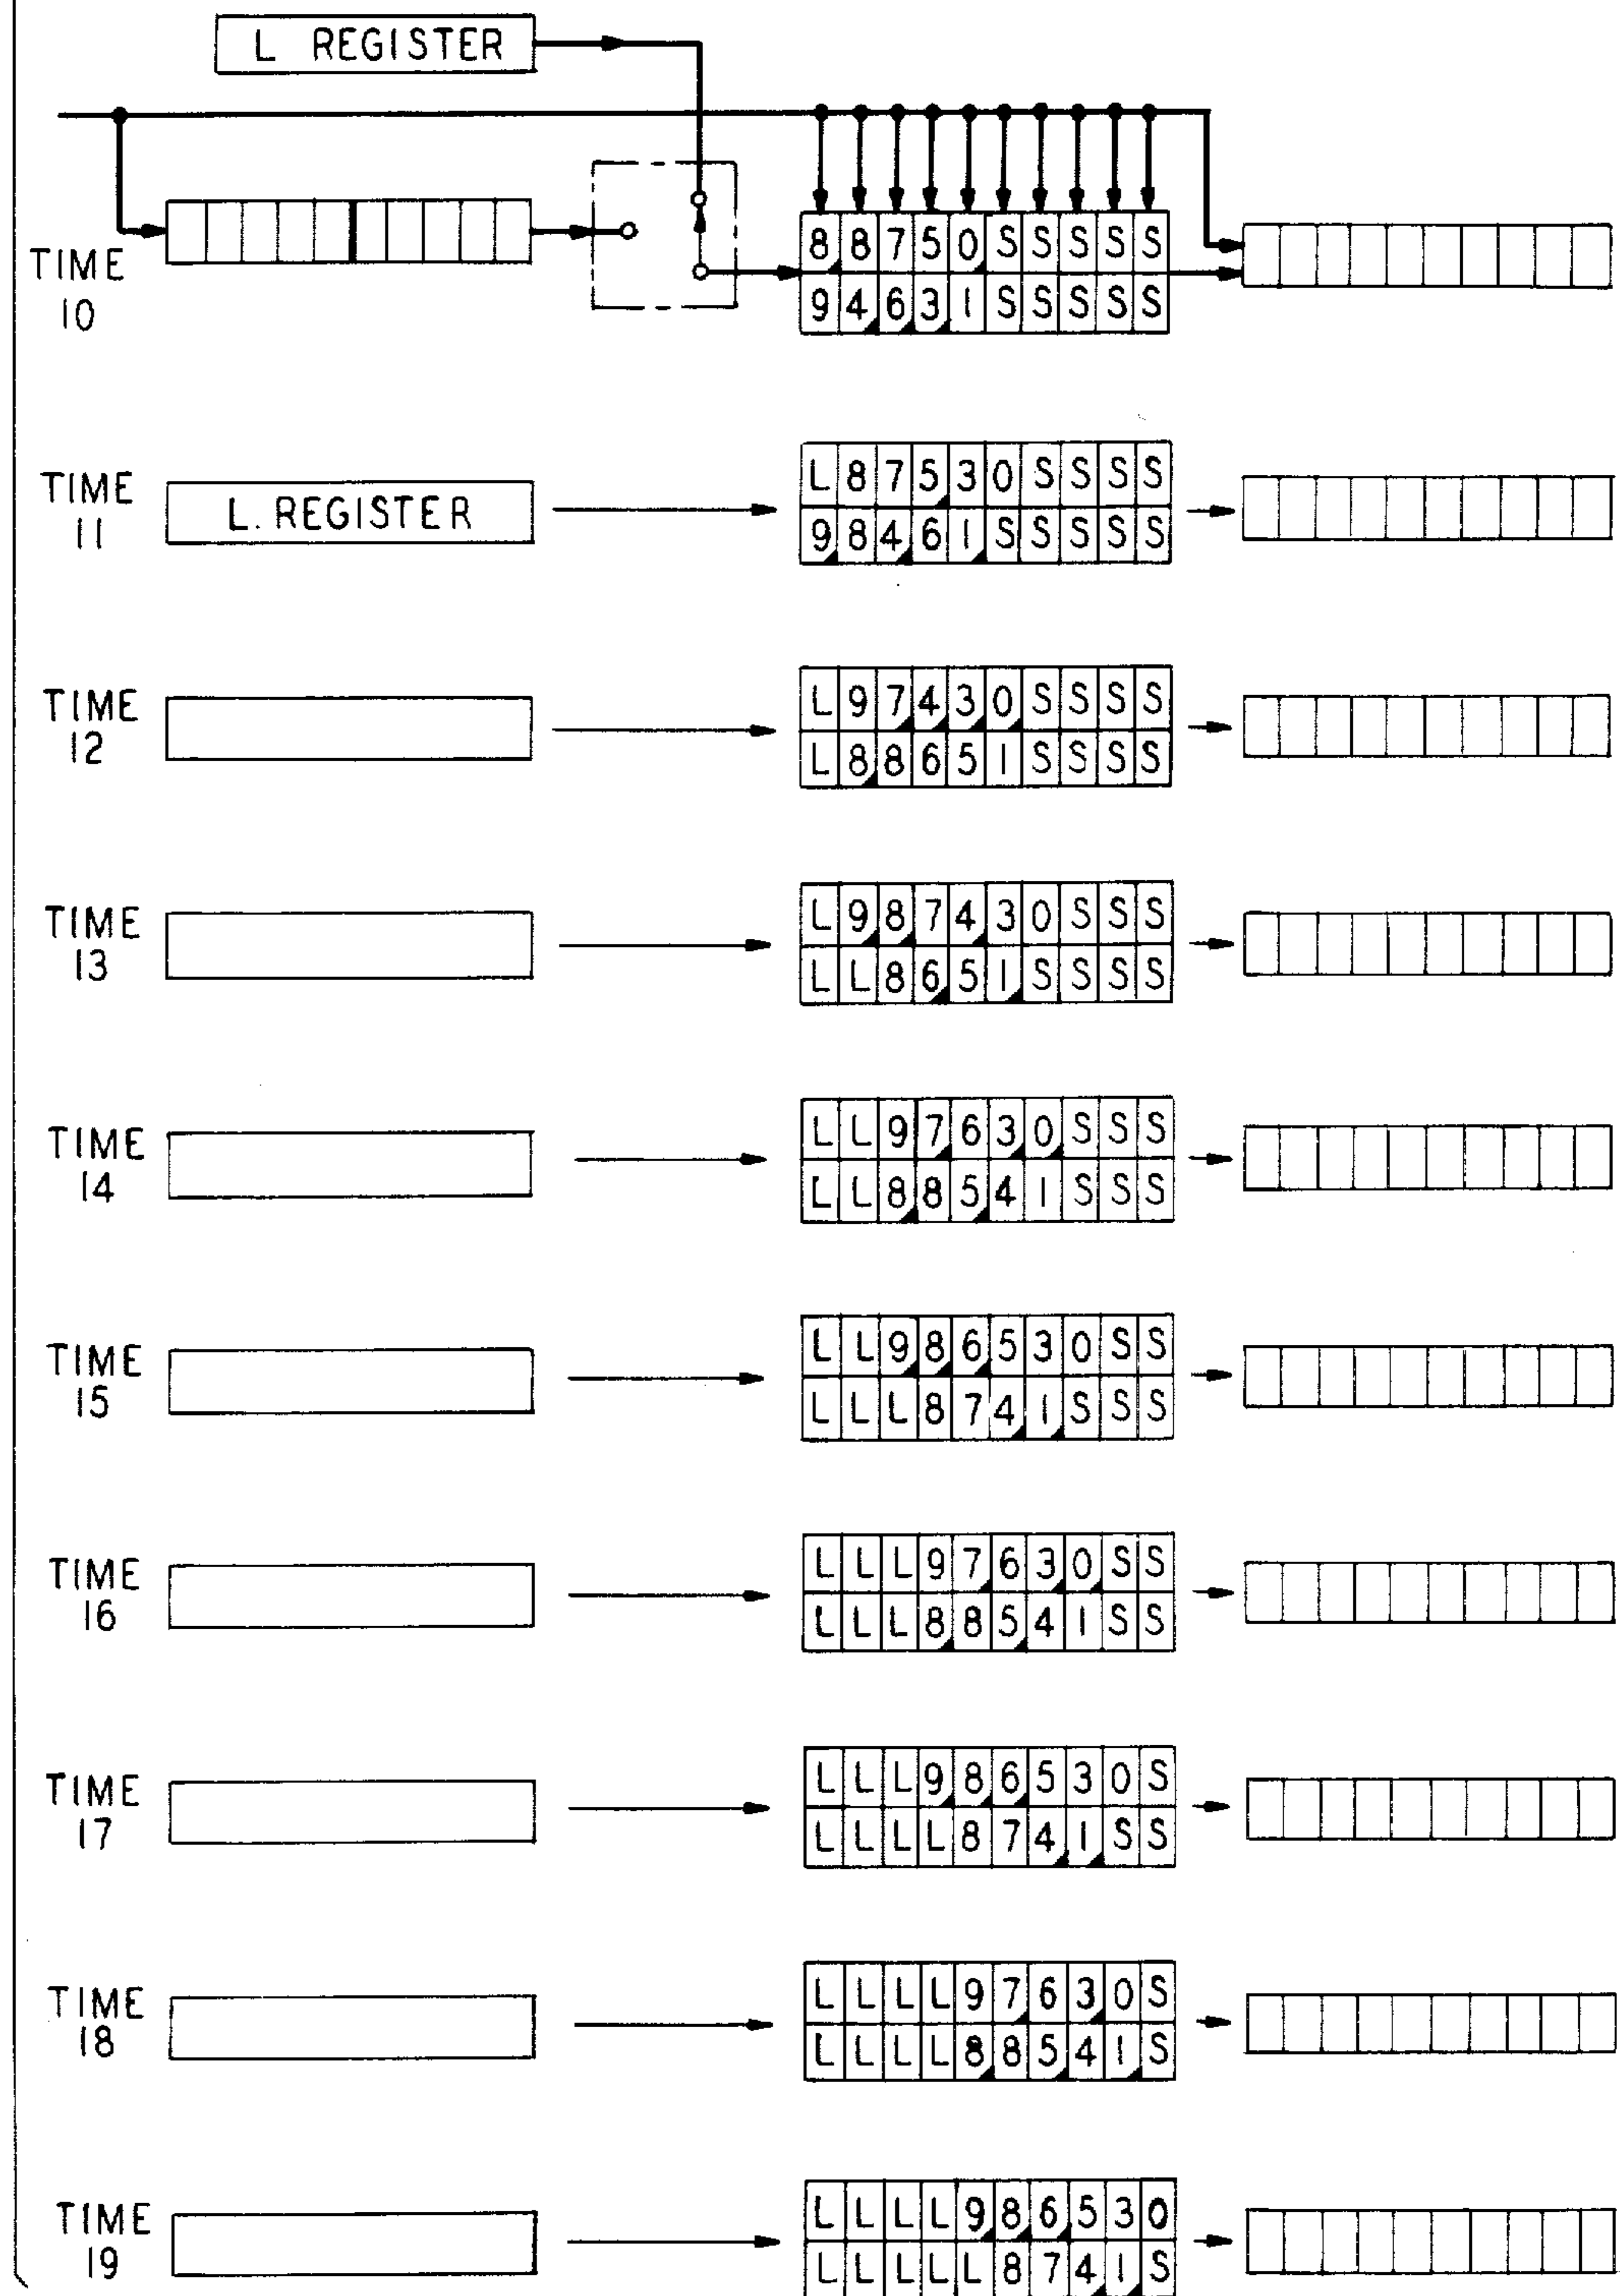 L REGISTER
TIME 10
8 8 7 5 0 S S S S S
9 4 6 3 1 S S S S S
TIME 11
L. REGISTER
L 8 7 5 3 0 S S S S
9 8 4 6 1 S S S S S
TIME 12
L 9 7 4 3 0 S S S S
L 8 8 6 5 1 S S S S
TIME 13
L 9 8 7 4 3 0 S S S
L L 8 6 5 1 S S S S
TIME 14
L L 9 7 6 3 0 S S S
L L 8 8 5 4 1 S S S
TIME 15
L L 9 8 6 5 3 0 S S
L L L 8 7 4 1 S S S
TIME 16
L L L 9 7 6 3 0 S S
L L L 8 8 5 4 1 S S
TIME 17
L L L 9 8 6 5 3 0 S
L L L L 8 7 4 1 S S
TIME 18
L L L L 9 7 6 3 0 S
L L L L 8 8 5 4 1 S
TIME 19
L L L L 9 8 6 5 3 0
L L L L L 8 7 4 1 S